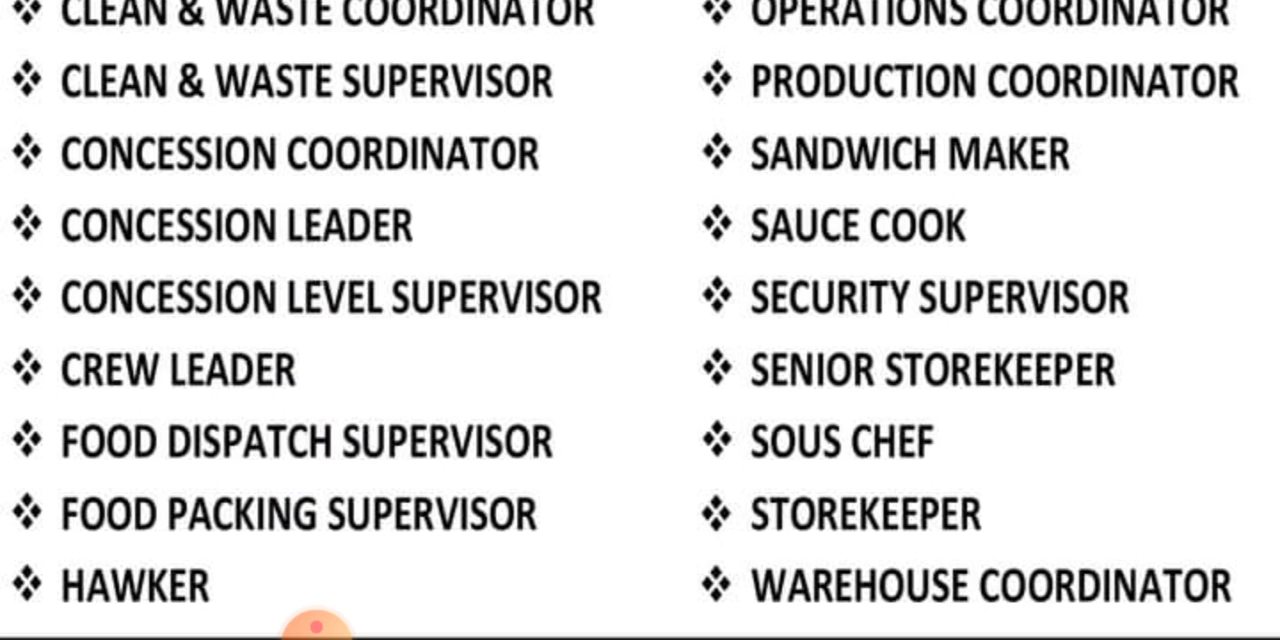 ❖ CLEAN & WASTE COORDINATOR
❖ CLEAN & WASTE SUPERVISOR
❖ CONCESSION COORDINATOR
❖ CONCESSION LEADER
❖ CONCESSION LEVEL SUPERVISOR
❖ CREW LEADER
❖ FOOD DISPATCH SUPERVISOR
❖ FOOD PACKING SUPERVISOR
❖ HAWKER
❖ OPERATIONS COORDINATOR
❖ PRODUCTION COORDINATOR
❖ SANDWICH MAKER
❖ SAUCE COOK
❖ SECURITY SUPERVISOR
❖ SENIOR STOREKEEPER
❖ SOUS CHEF
❖ STOREKEEPER
❖ WAREHOUSE COORDINATOR